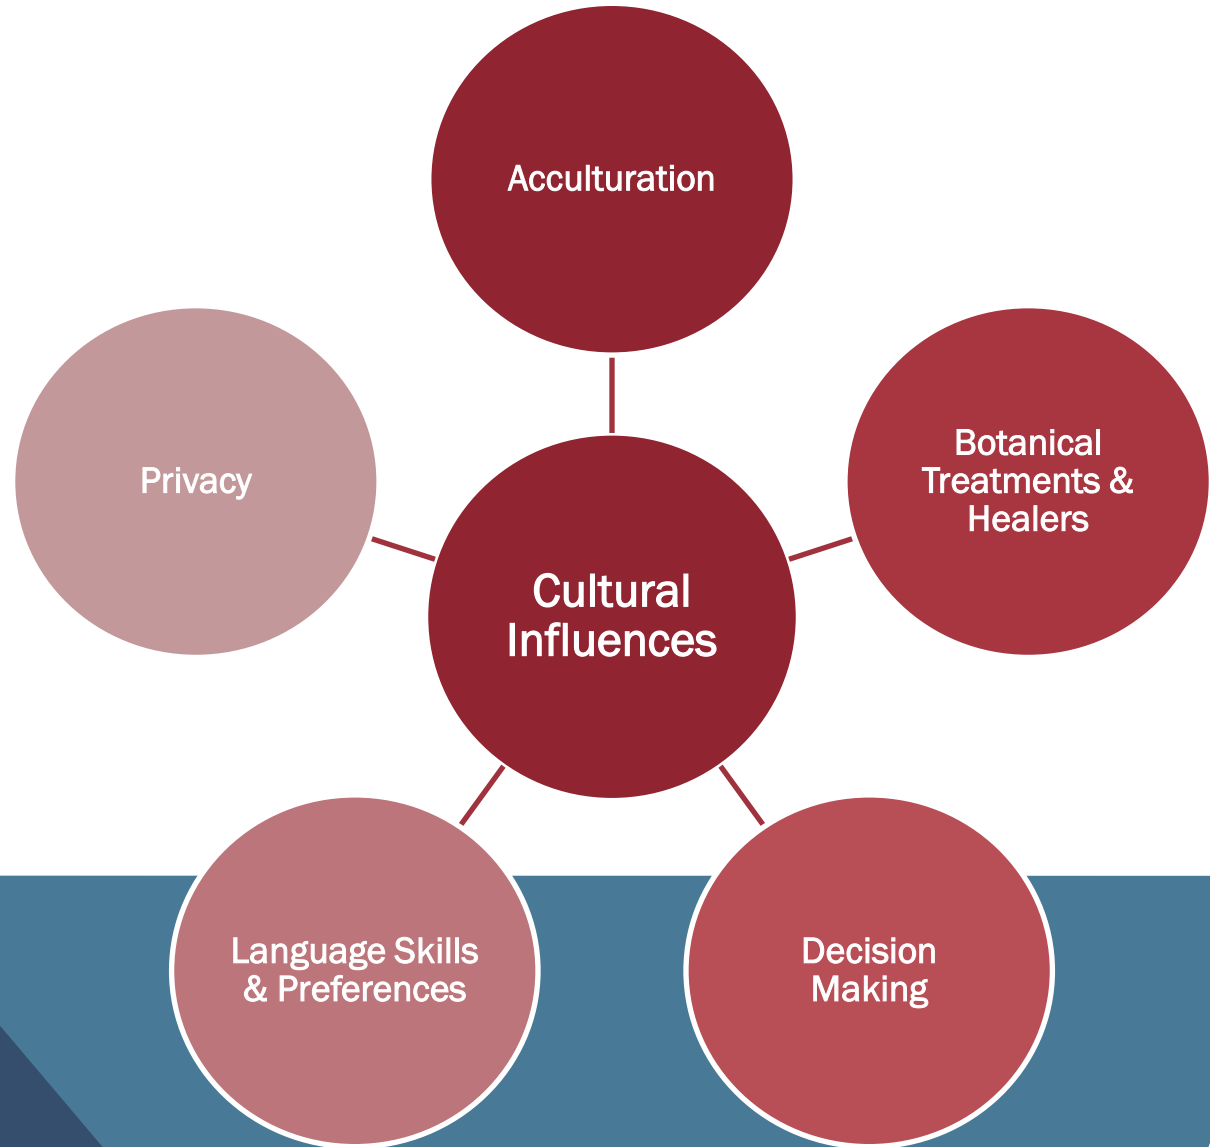 Acculturation
Botanical
Treatments &
Healers
Privacy
Cultural
Influences
Language Skills
& Preferences
Decision
Making